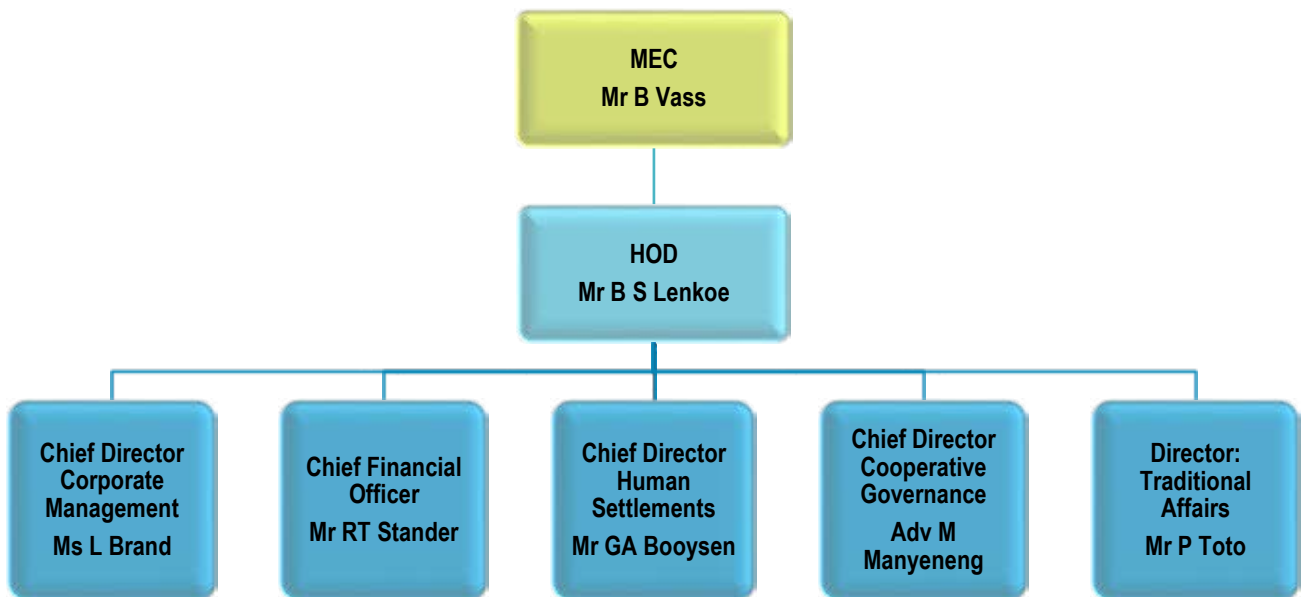 MEC
Mr B Vass
HOD
Mr B S Lenkoe
Chief Director
Corporate
Management
Ms L Brand
Chief Financial
Officer
Mr RT Stander
Chief Director
Human
Settlements
Mr GA Booysen
Chief Director
Cooperative
Governance
Adv M
Manyeneng
Director:
Traditional
Affairs
Mr P Toto